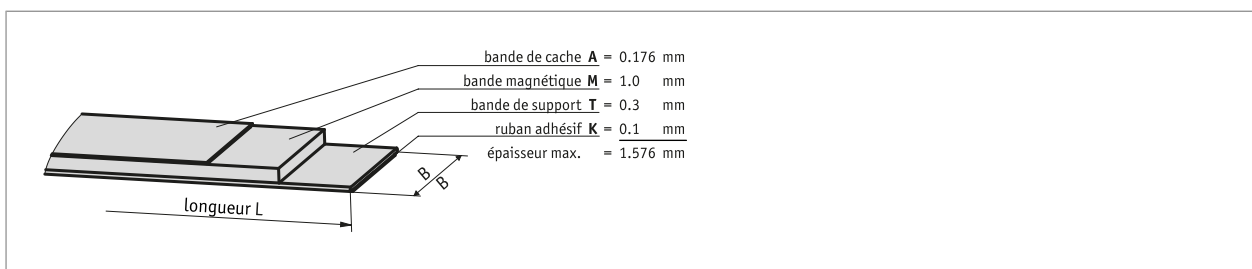 bande de cache A = 0.176 mm
bande magnétique M = 1.0 mm
bande de support T = 0.3 mm
ruban adhésif K = 0.1 mm
épaisseur max. = 1.576 mm
B
B
longueur L